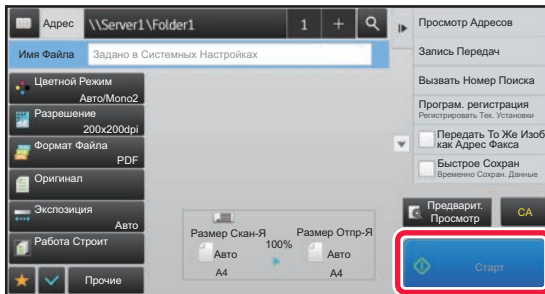 Адрес
\\Server1\Folder1
1
+
Имя Файла
Задано в Системных Настройках
Цветной Режим
Авто/Mono2
Разрешение
200x200dpi
Формат Файла
PDF
Оригинал
Экспозиция
Авто
Работа Строит
Прочие
Размер Скан-Я
100%
Размер Отпр-Я
Авто
Авто
A4
A4
Просмотр Адресов
Запись Передач
Вызвать Номер Поиска
Програм. регистрация
Регистрировать Тек. Установки
Передать То Же Изоб
как Адрес Факса
Быстрое Сохран
Временно Сохран. Данные
Предварит.
Просмотр
CA
Старт